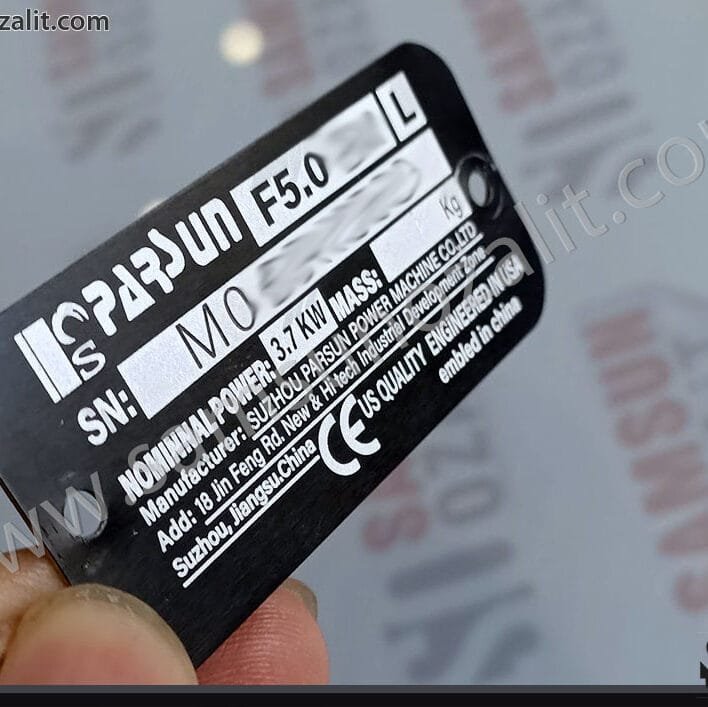 zalit.com
PARSUN F5.0 L
SN: M0
NOMINNAL POWER: 3.7 KW MASS: Kg
Manufacturer: SUZHOU PARSUN POWER MACHINE CO.,LTD
Add: 18 Jin Feng Rd. New & Hi-tech Industrial Development Zone
Suzhou, Jiangsu.China
CE US QUALITY ENGINEERED IN USA
embled in china